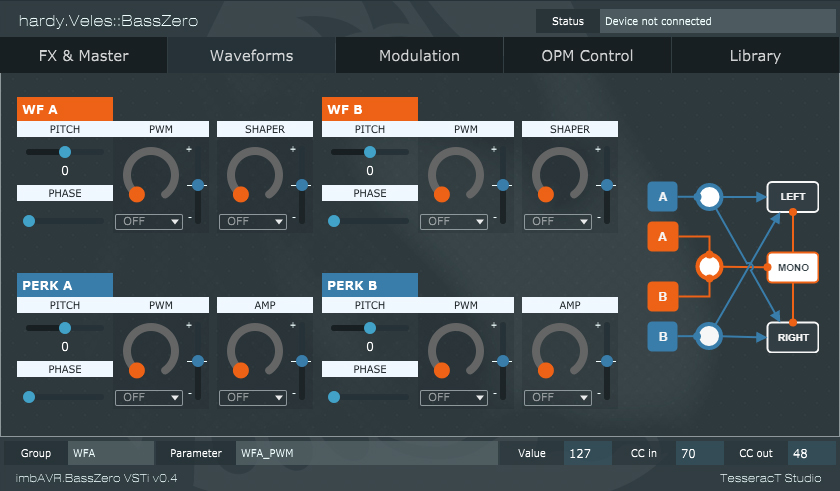 hardy.Veles::BassZero
Status Device not connected
FX & Master Waveforms Modulation OPM Control Library
WF A WF B
PITCH PWM SHAPER PITCH PWM SHAPER
+ + + +
0 0
PHASE PHASE
- - - -
OFF OFF OFF OFF
A LEFT
A
MONO
B
B RIGHT
PERK A PERK B
PITCH PWM AMP PITCH PWM AMP
+ + + +
0 0
PHASE PHASE
- - - -
OFF OFF OFF OFF
Group WFA Parameter WFA_PWM Value 127 CC in 70 CC out 48
imbAVR.BassZero VSTi v0.4 TesseracT Studio